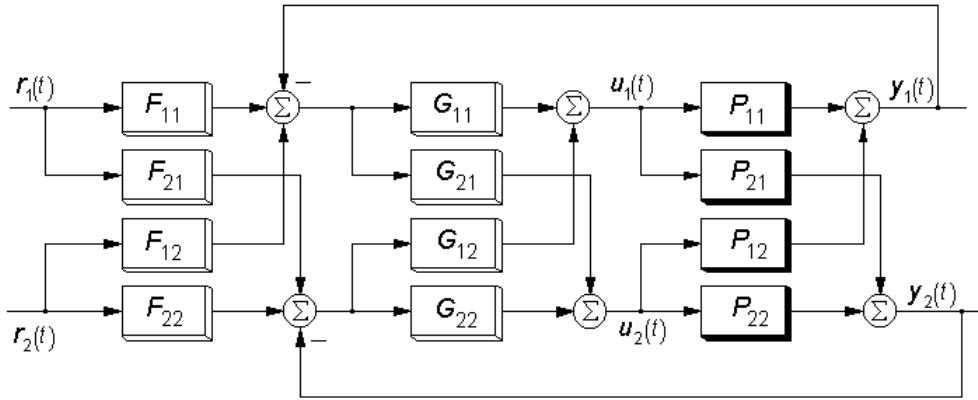 −
r₁(t) F₁₁ Σ G₁₁ Σ u₁(t) P₁₁ Σ y₁(t)
F₂₁ G₂₁ P₂₁
F₁₂ G₁₂ P₁₂
r₂(t) F₂₂ Σ G₂₂ Σ u₂(t) P₂₂ Σ y₂(t)
−